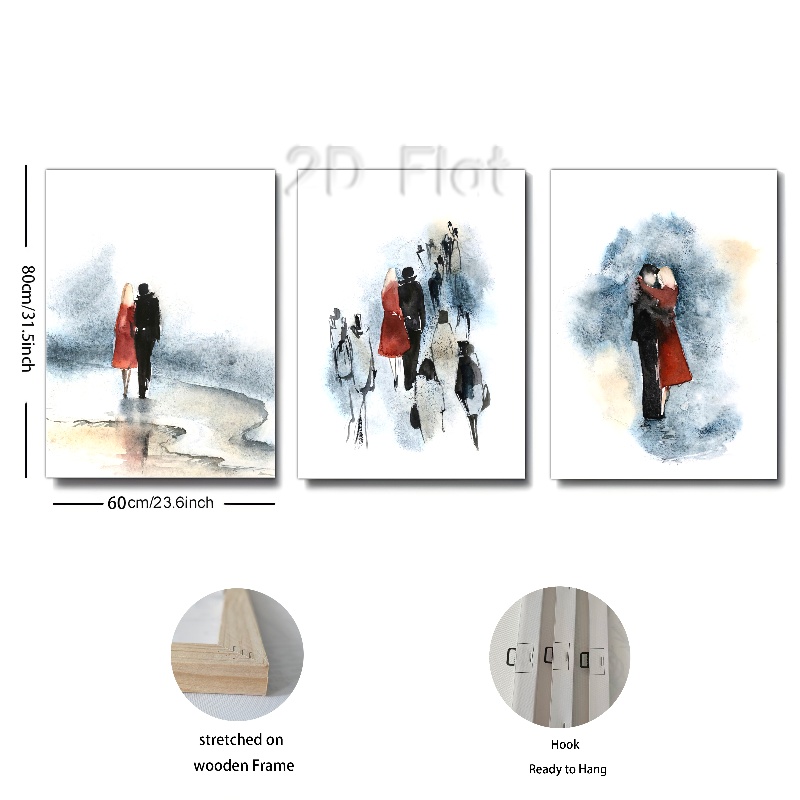 2D Flat
80cm/31.5inch
60cm/23.6inch
stretched on
wooden Frame
Hook
Ready to Hang